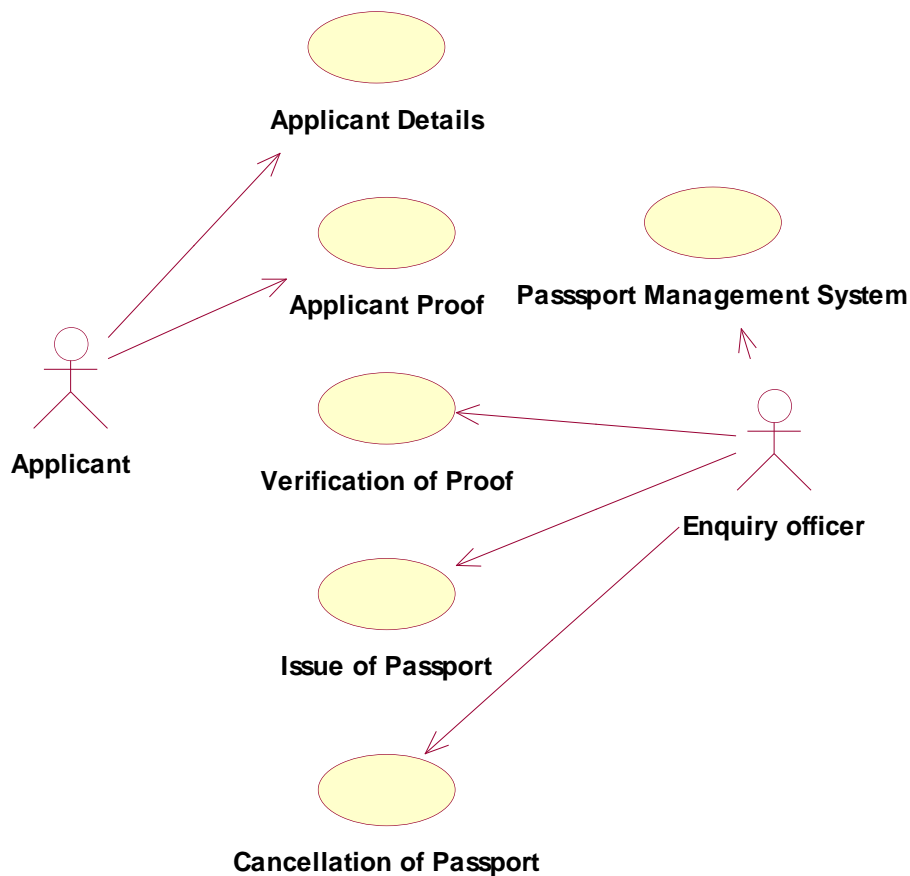 Applicant Details
Applicant Proof
Passsport Management System
Applicant
Verification of Proof
Enquiry officer
Issue of Passport
Cancellation of Passport